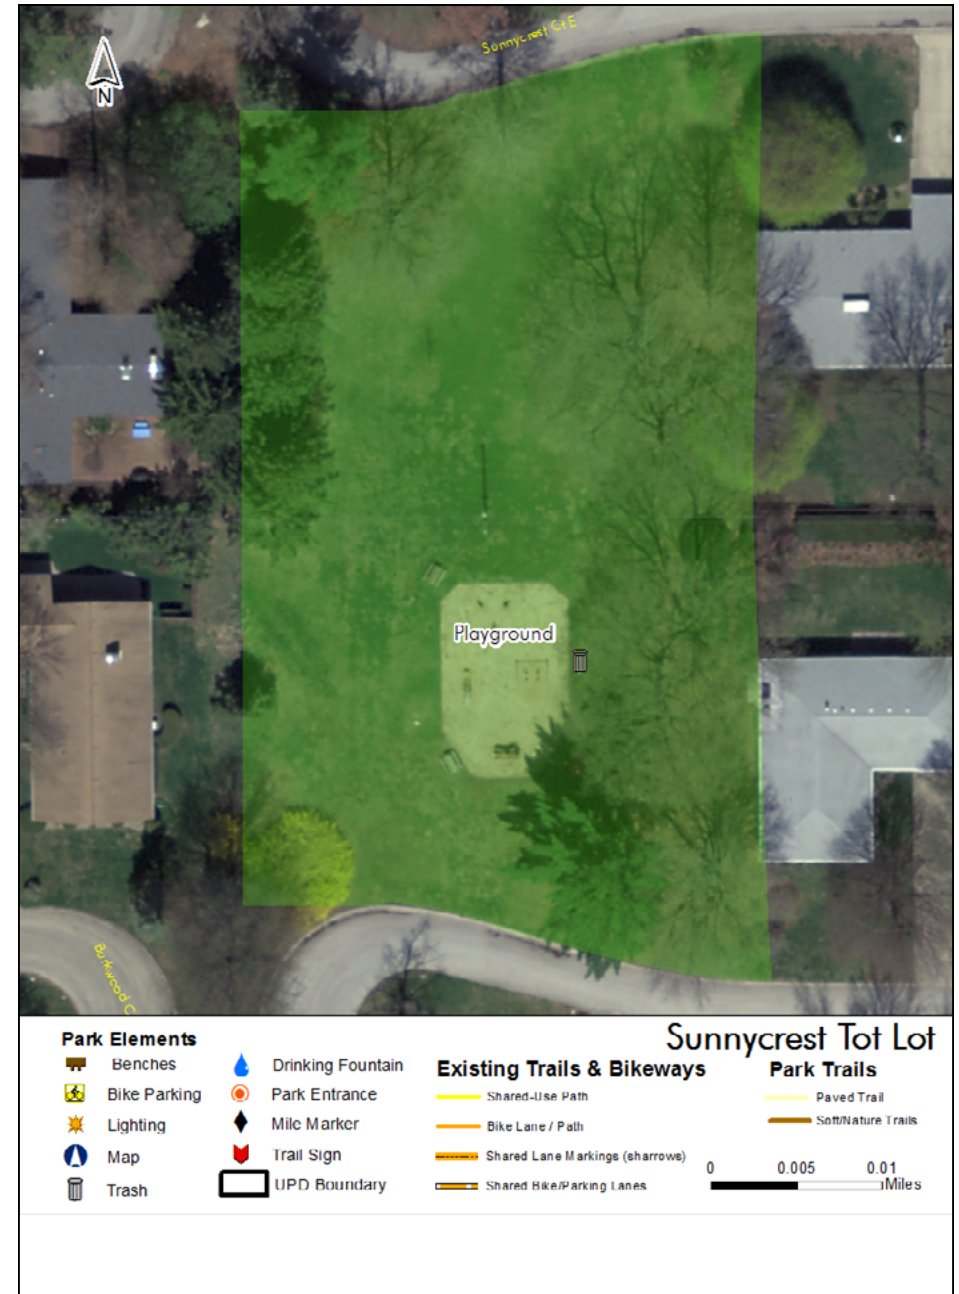 Sunnycrest Ct E
N
Playground
Burkwood C
Sunnycrest Tot Lot
Park Elements
Benches
Bike Parking
Lighting
Map
Trash
Drinking Fountain
Park Entrance
Mile Marker
Trail Sign
UPD Boundary
Existing Trails & Bikeways
Shared-Use Path
Bike Lane / Path
Shared Lane Markings (sharrows)
Shared Bike/Parking Lanes
Park Trails
Paved Trail
Soft/Nature Trails
0 0.005 0.01
Miles